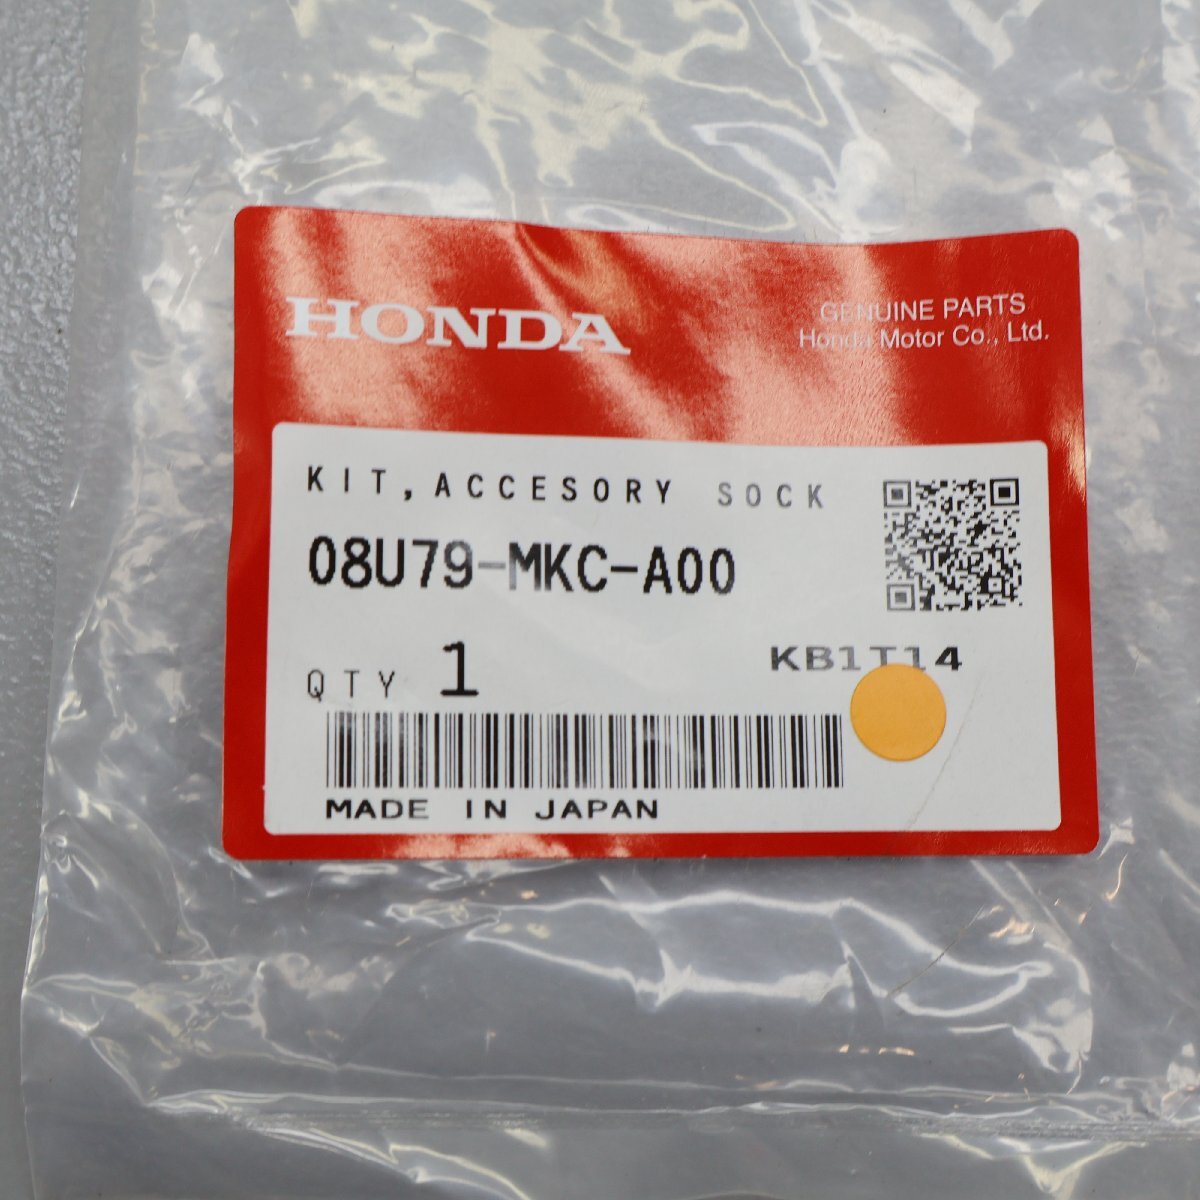 HONDA
GENUINE PARTS
Honda Motor Co., Ltd.
KIT, ACCESORY SOCK
08U79-MKC-A00
QTY 1
KB1T14
MADE IN JAPAN